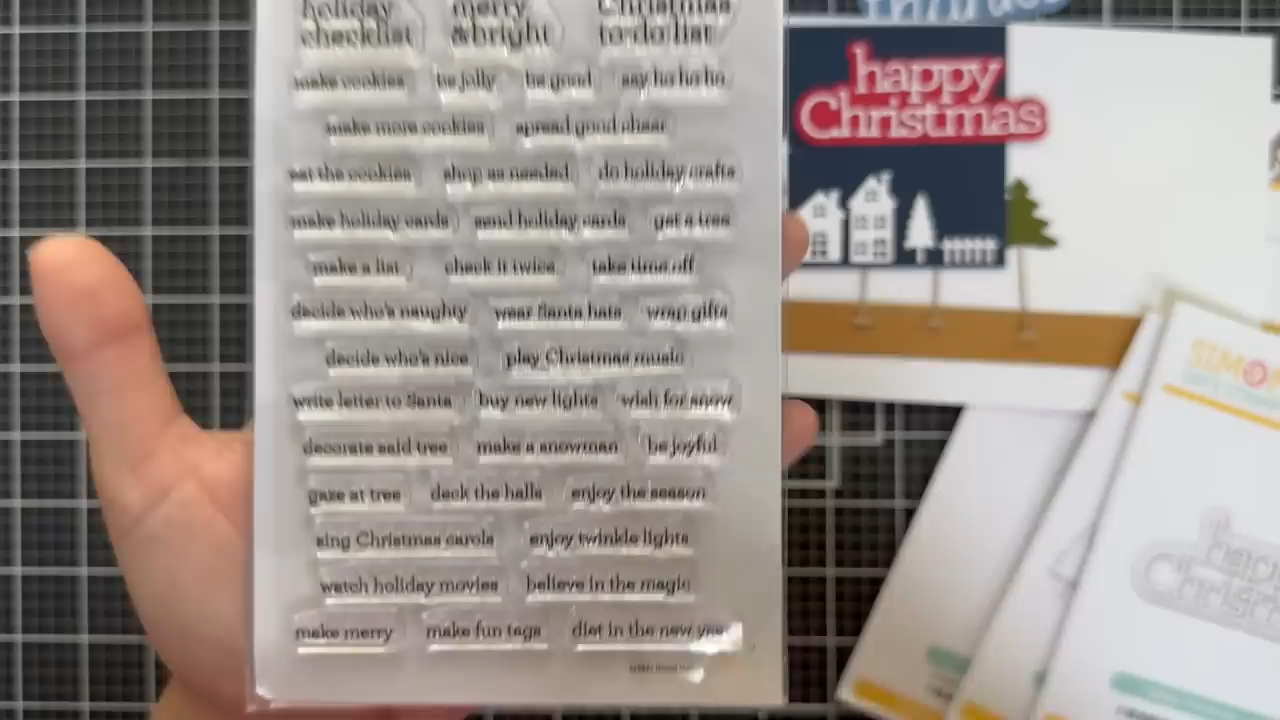 holiday merry Christmas
checklist &bright to-do list
make cookies be jolly be good say ho ho ho
make more cookies spread good cheer
eat the cookies shop as needed do holiday crafts
make holiday cards send holiday cards get a tree
make a list check it twice take time off
decide who's naughty wear Santa hats wrap gifts
decide who's nice play Christmas music
write letter to Santa buy new lights wish for snow
decorate said tree make a snowman be joyful
gaze at tree deck the halls enjoy the season
sing Christmas carols enjoy twinkle lights
watch holiday movies believe in the magic
make merry make fun tags diet in the new year
happy
Christmas